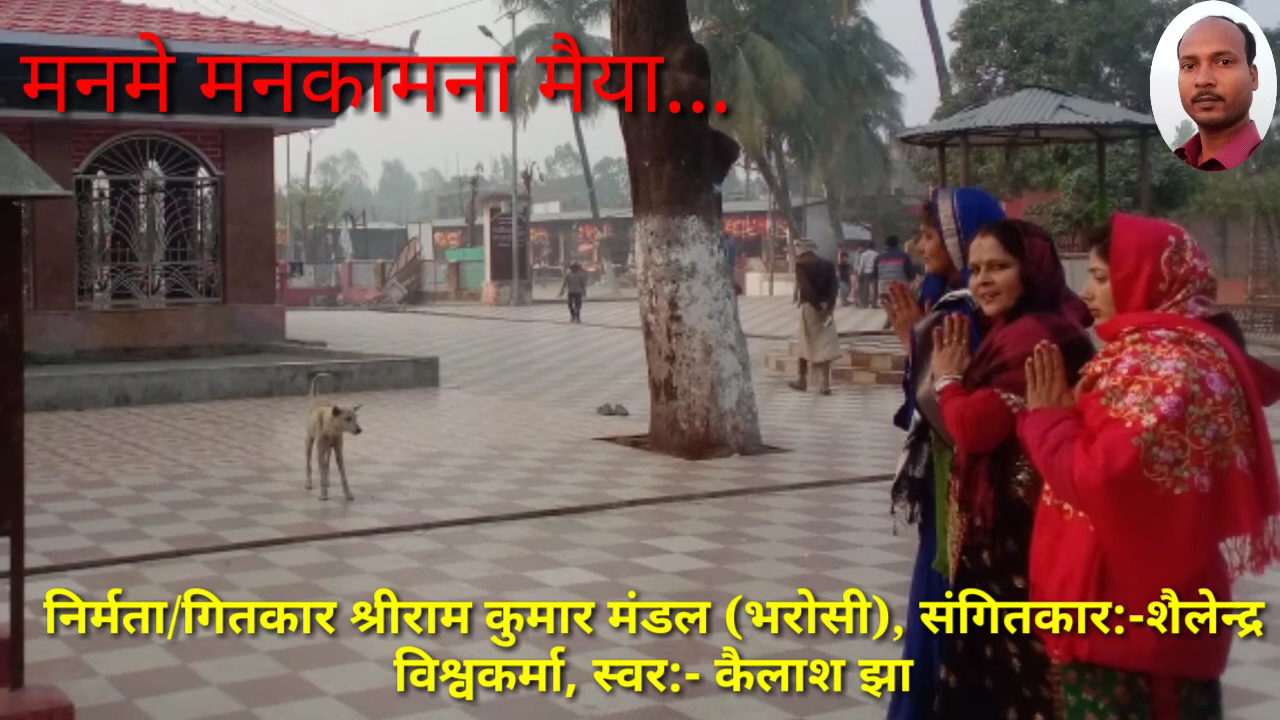 मनमे मनकामना मैया...
निर्मता/गितकार श्रीराम कुमार मंडल (भरोसी), संगितकार:-शैलेन्द्र
विश्वकर्मा, स्वर:- कैलाश झा